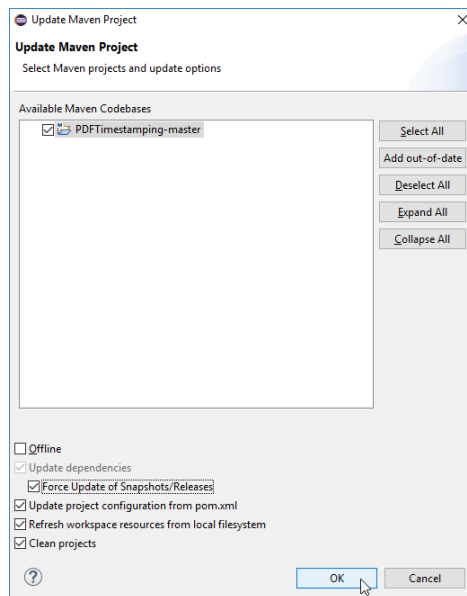 Update Maven Project
Update Maven Project
Select Maven projects and update options
Available Maven Codebases
PDFTimestamping-master
Select All
Add out-of-date
Deselect All
Expand All
Collapse All
Offline
Update dependencies
Force Update of Snapshots/Releases
Update project configuration from pom.xml
Refresh workspace resources from local filesystem
Clean projects
?
OK
Cancel